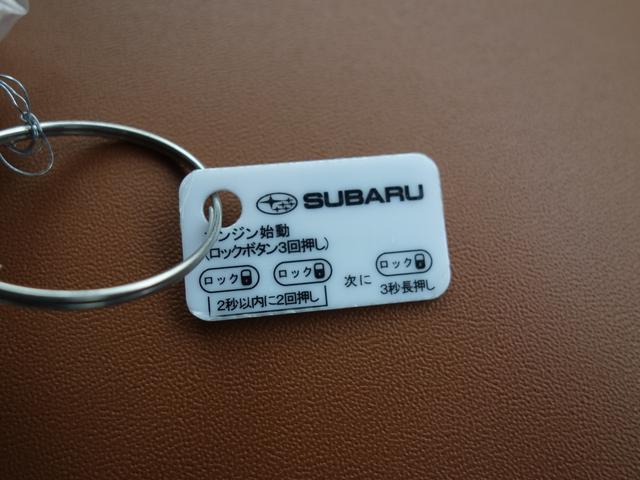 SUBARU
エンジン始動
(ロックボタン3回押し)
ロック ロック 次に ロック
2秒以内に2回押し 3秒長押し